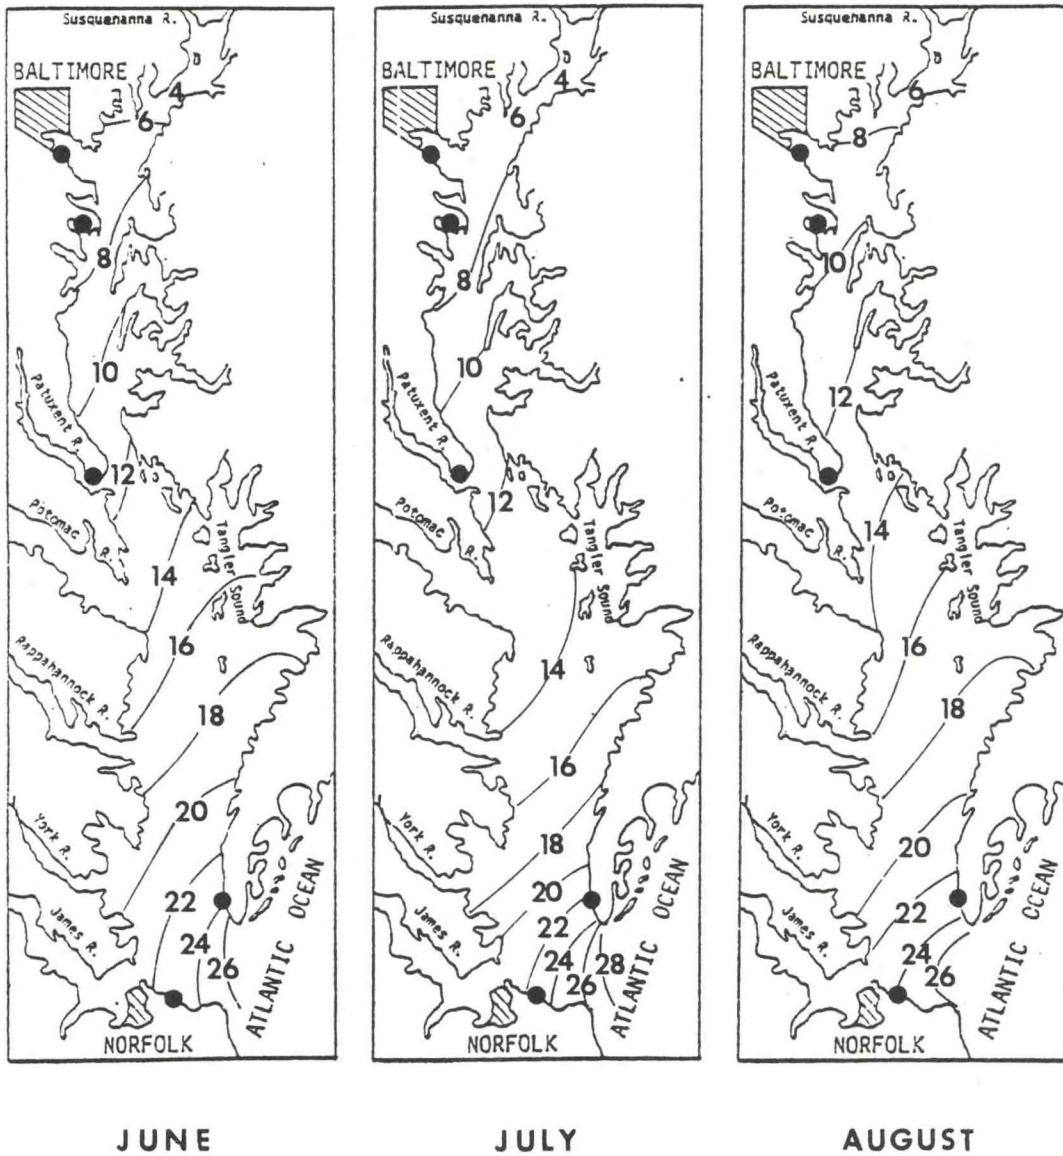 Susquenanna R.
BALTIMORE
4
6
8
10
Patuxent R.
12
Potomac R.
Tangier Sound
14
16
Rappahannock R.
18
20
York R.
22
James R.
24
26
ATLANTIC OCEAN
NORFOLK
JUNE
Susquehanna R.
BALTIMORE
4
6
8
10
Patuxent R.
12
Potomac R.
Tangier Sound
14
Rappahannock R.
16
York R.
18
20
James R.
22
24
26
28
ATLANTIC OCEAN
NORFOLK
JULY
Susquehanna R.
BALTIMORE
6
8
10
Patuxent R.
12
Potomac R.
Tangier Sound
14
16
Rappahannock R.
18
York R.
20
22
James R.
24
26
ATLANTIC OCEAN
NORFOLK
AUGUST